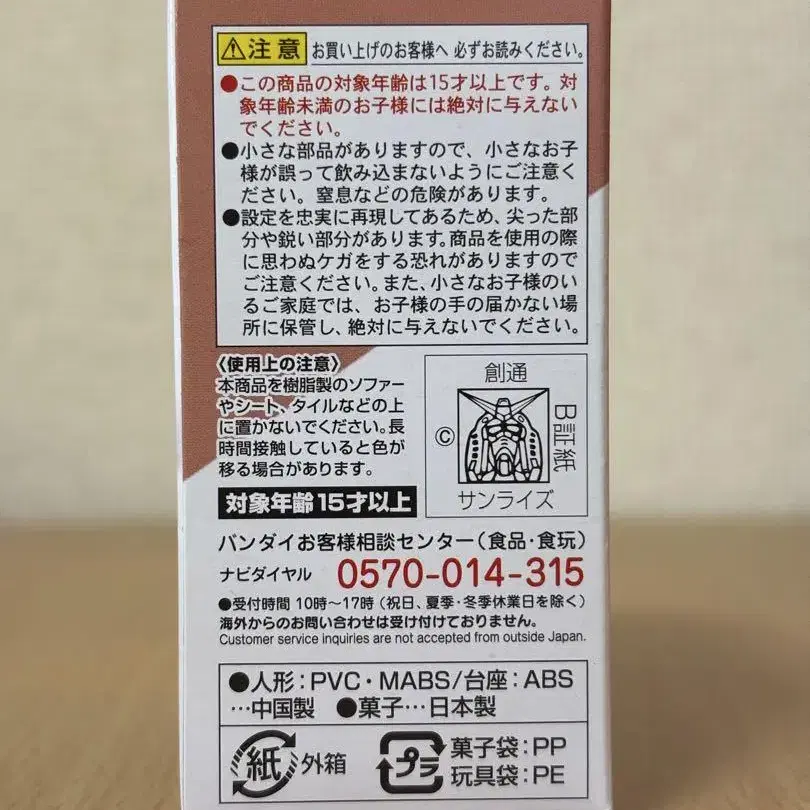 ⚠注意 お買い上げのお客様へ 必ずお読みください。
●この商品の対象年齢は15才以上です。対
象年齢未満のお子様には絶対に与えない
でください。
●小さな部品がありますので、小さなお子
様が誤って飲み込まないようにご注意く
ださい。窒息などの危険があります。
●設定を忠実に再現してあるため、尖った部
分や鋭い部分があります。商品を使用の際
に思わぬケガをする恐れがありますので
ご注意ください。また、小さなお子様のい
るご家庭では、お子様の手の届かない場
所に保管し、絶対に与えないでください。
〈使用上の注意〉
本商品を樹脂製のソファー
やシート、タイルなどの上
に置かないでください。長
時間接触していると色が
移る場合があります。
対象年齢15才以上
創通
©
B証紙
サンライズ
バンダイお客様相談センター(食品・食玩)
ナビダイヤル 0570-014-315
●受付時間 10時〜17時(祝日、夏季・冬季休業日を除く)
海外からのお問い合わせは受け付けておりません。
Customer service inquiries are not accepted from outside Japan.
●人形:PVC・MABS/台座:ABS
…中国製 ●菓子…日本製
紙 外箱
プラ 菓子袋:PP
玩具袋:PE